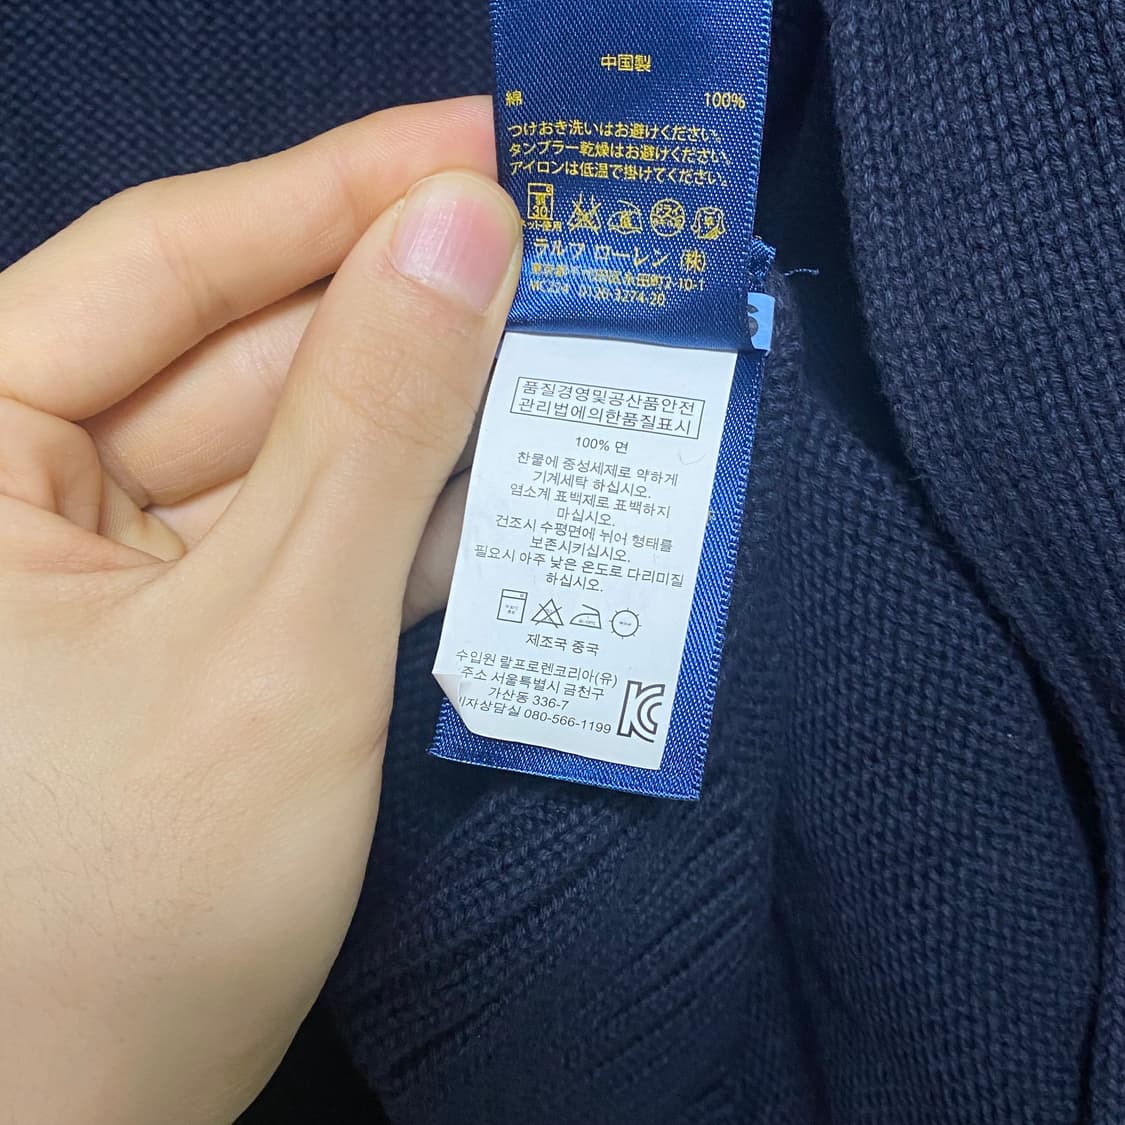 中国製
綿 100%
つけおき洗いはお避けください。
タンブラー乾燥はお避けください。
アイロンは低温で掛けてください。
30
ラルフ ローレン (株)
품질경영및공산품안전
관리법에의한품질표시
100% 면
찬물에 중성세제로 약하게
기계세탁 하십시오.
염소계 표백제로 표백하지
마십시오.
건조시 수평면에 뉘어 형태를
보존시키십시오.
필요시 아주 낮은 온도로 다리미질
하십시오.
제조국 중국
수입원 랄프로렌코리아(유)
주소 서울특별시 금천구
가산동 336-7
비자상담실 080-566-1199
KC